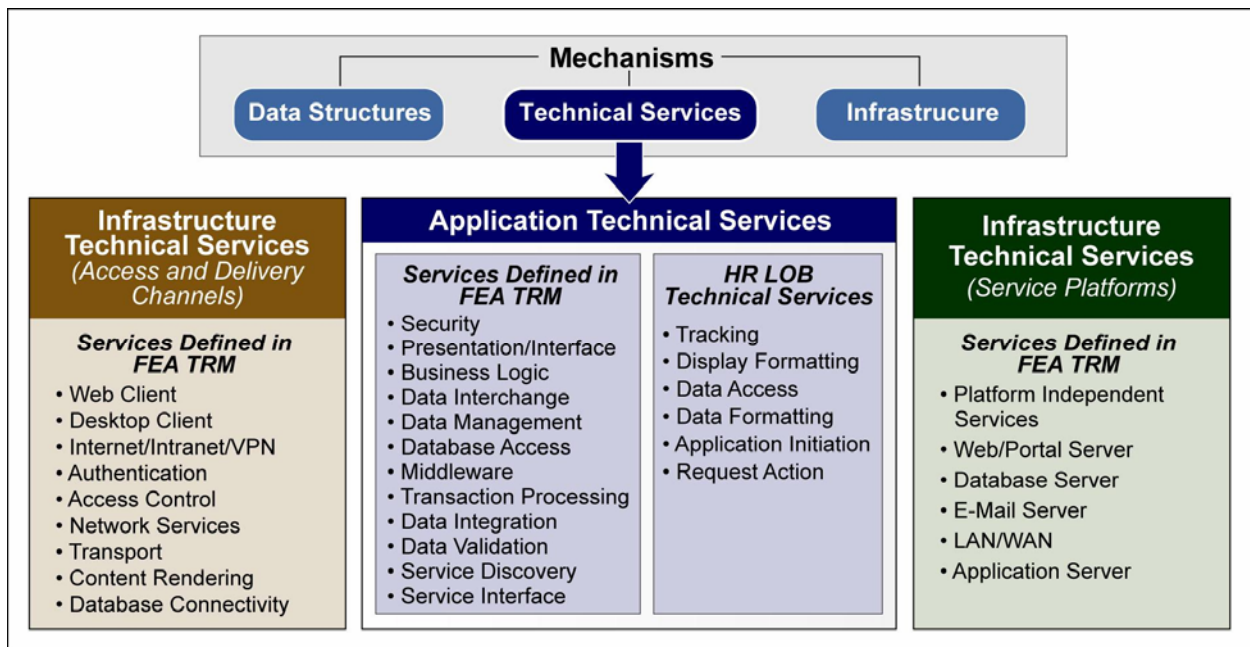 Mechanisms
Data Structures
Technical Services
Infrastrucure
Infrastructure
Technical Services
(Access and Delivery
Channels)
Services Defined in
FEA TRM
• Web Client
• Desktop Client
• Internet/Intranet/VPN
• Authentication
• Access Control
• Network Services
• Transport
• Content Rendering
• Database Connectivity
Application Technical Services
Services Defined in
FEA TRM
• Security
• Presentation/Interface
• Business Logic
• Data Interchange
• Data Management
• Database Access
• Middleware
• Transaction Processing
• Data Integration
• Data Validation
• Service Discovery
• Service Interface
HR LOB
Technical Services
• Tracking
• Display Formatting
• Data Access
• Data Formatting
• Application Initiation
• Request Action
Infrastructure
Technical Services
(Service Platforms)
Services Defined in
FEA TRM
• Platform Independent
Services
• Web/Portal Server
• Database Server
• E-Mail Server
• LAN/WAN
• Application Server